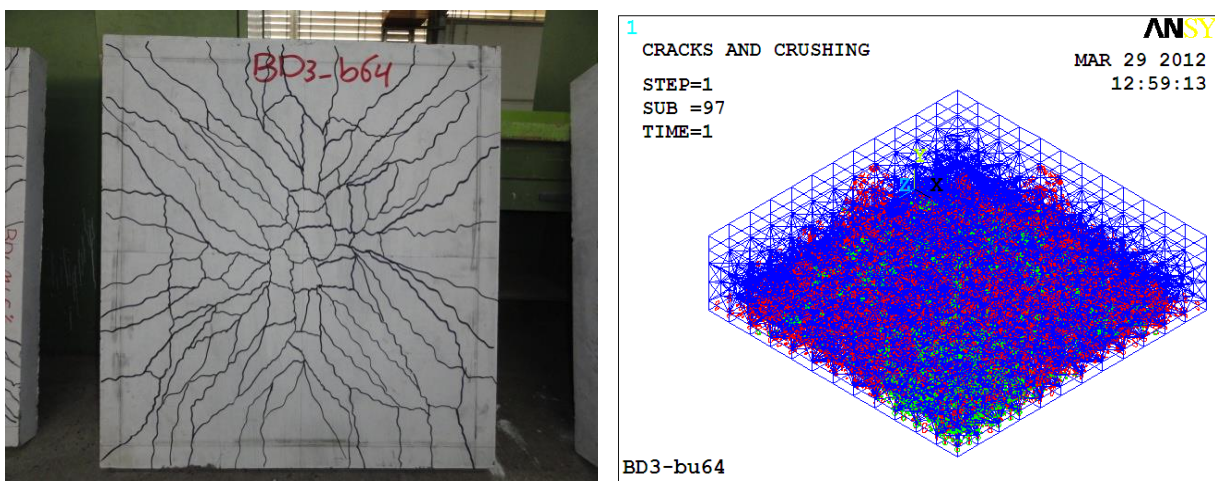 BD3-b64
1
ANSY
CRACKS AND CRUSHING
MAR 29 2012
STEP=1
12:59:13
SUB =97
TIME=1
Y
Z X
BD3-bu64